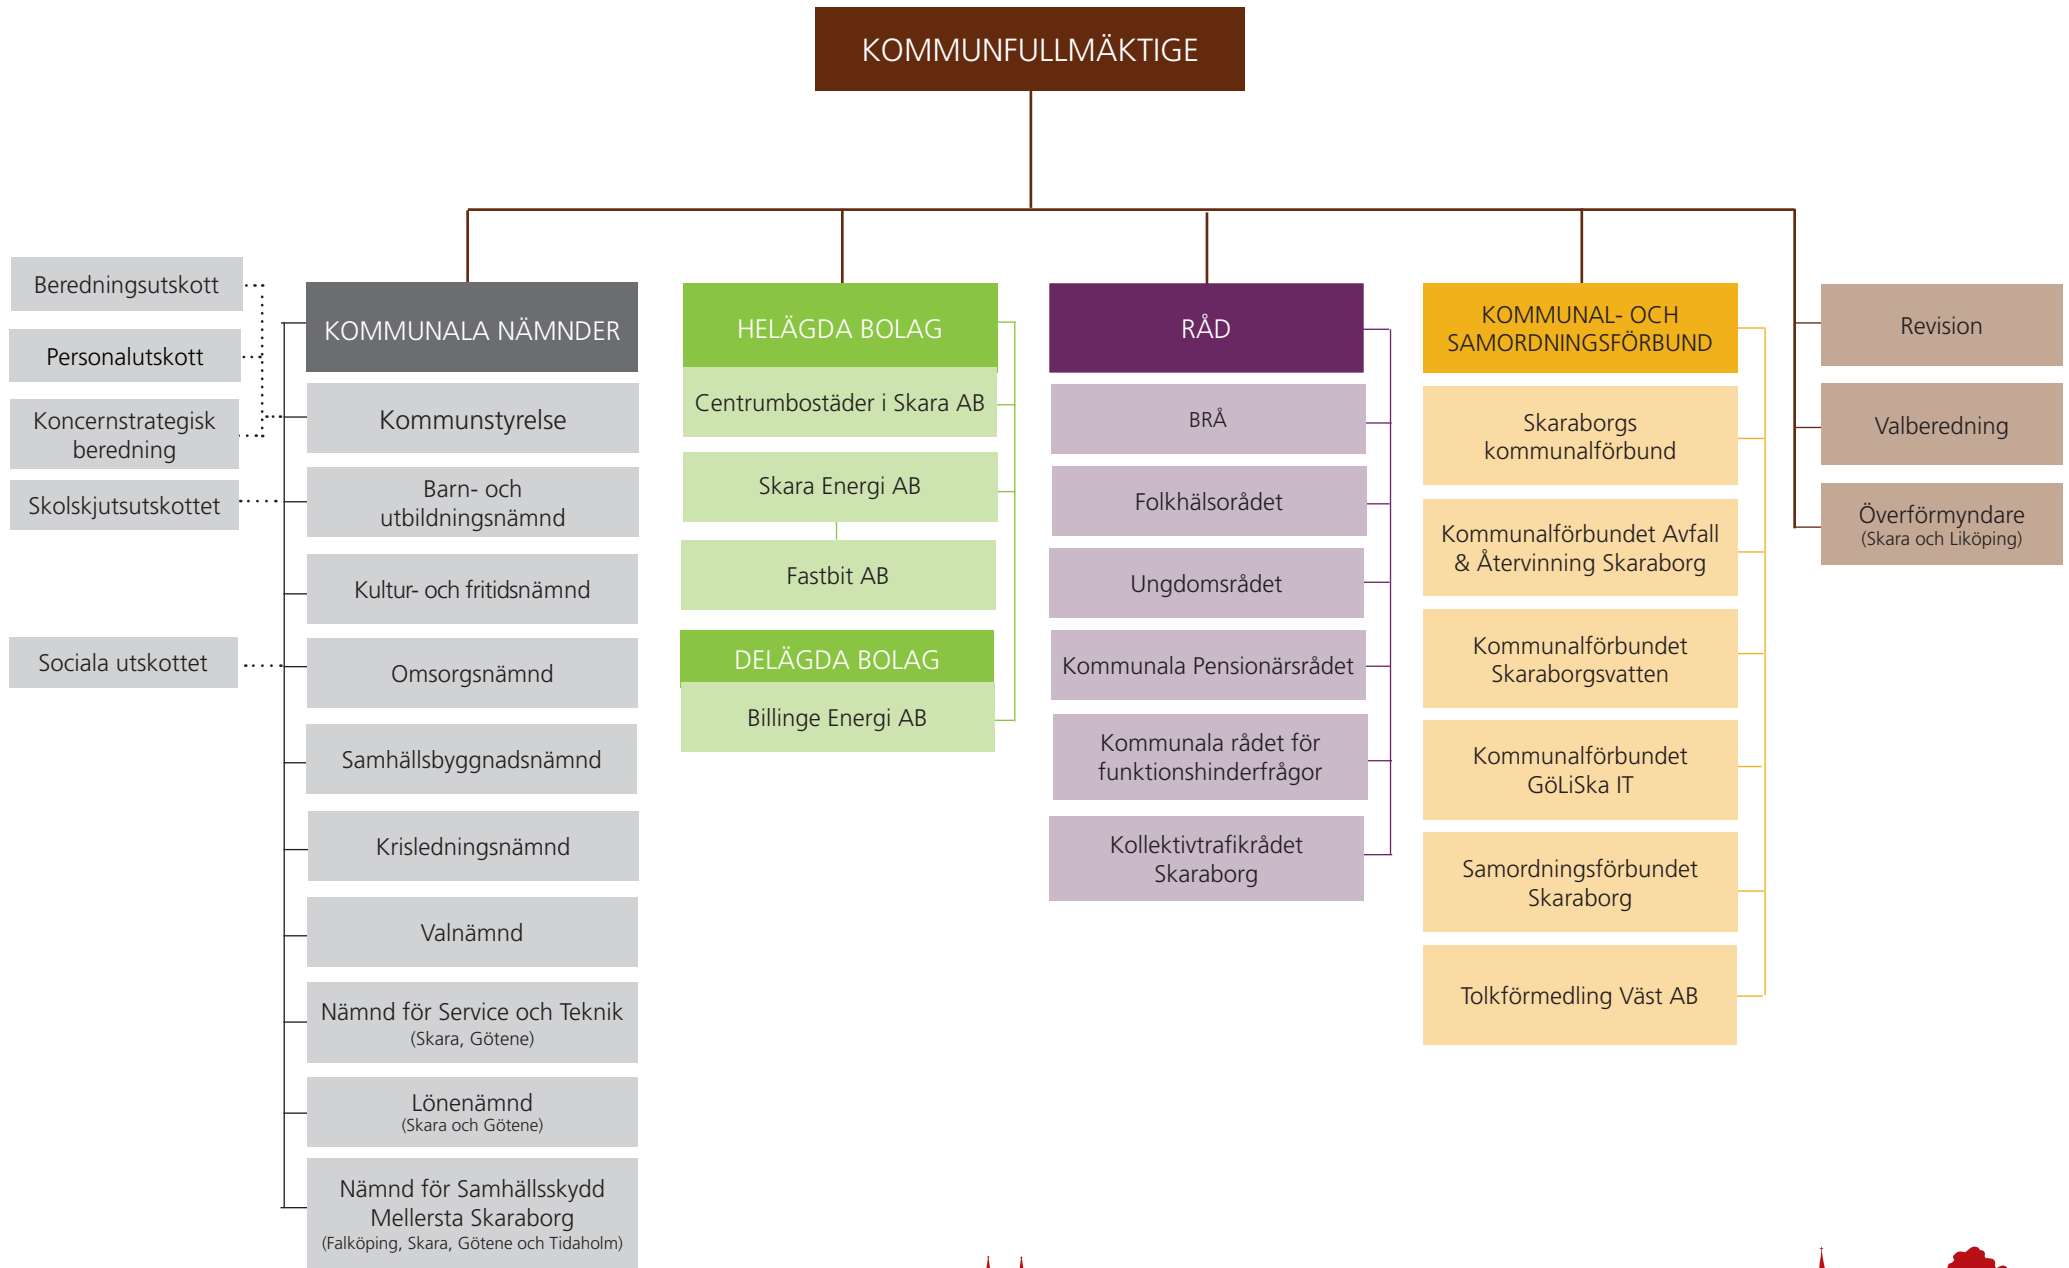 KOMMUNFULLMÄKTIGE
Beredningsutskott
Personalutskott
Koncernstrategisk
beredning
Skolskjutsutskottet
Sociala utskottet
KOMMUNALA NÄMNDER
Kommunstyrelse
Barn- och
utbildningsnämnd
Kultur- och fritidsnämnd
Omsorgsnämnd
Samhällsbyggnadsnämnd
Krisledningsnämnd
Valnämnd
Nämnd för Service och Teknik
(Skara, Götene)
Lönenämnd
(Skara och Götene)
Nämnd för Samhällsskydd
Mellersta Skaraborg
(Falköping, Skara, Götene och Tidaholm)
HELÄGDA BOLAG
Centrumbostäder i Skara AB
Skara Energi AB
Fastbit AB
DELÄGDA BOLAG
Billinge Energi AB
RÅD
BRÅ
Folkhälsorådet
Ungdomsrådet
Kommunala Pensionärsrådet
Kommunala rådet för
funktionshinderfrågor
Kollektivtrafikrådet
Skaraborg
KOMMUNAL- OCH
SAMORDNINGSFÖRBUND
Skaraborgs
kommunalförbund
Kommunalförbundet Avfall
& Återvinning Skaraborg
Kommunalförbundet
Skaraborgsvatten
Kommunalförbundet
GöLiSka IT
Samordningsförbundet
Skaraborg
Tolkförmedling Väst AB
Revision
Valberedning
Överförmyndare
(Skara och Liköping)